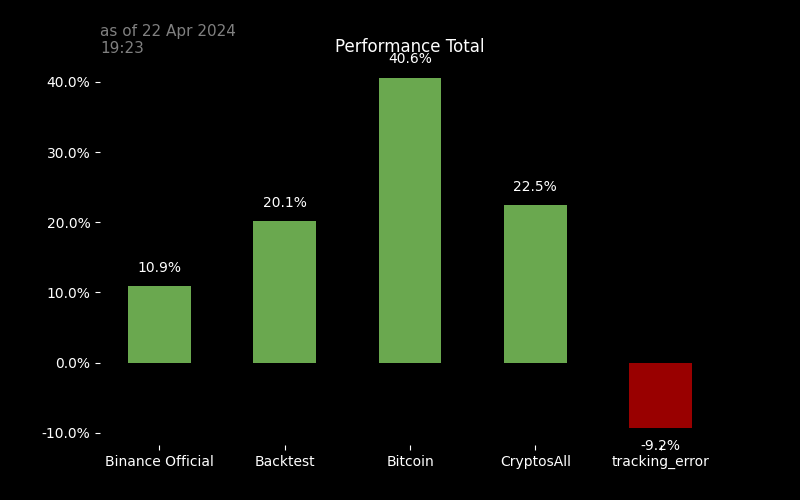 as of 22 Apr 2024
19:23
Performance Total
40.6%
40.0%
30.0%
22.5%
20.1%
20.0%
10.9%
10.0%
0.0%
-10.0%
-9.2%
Binance Official
Backtest
Bitcoin
CryptosAll
tracking_error